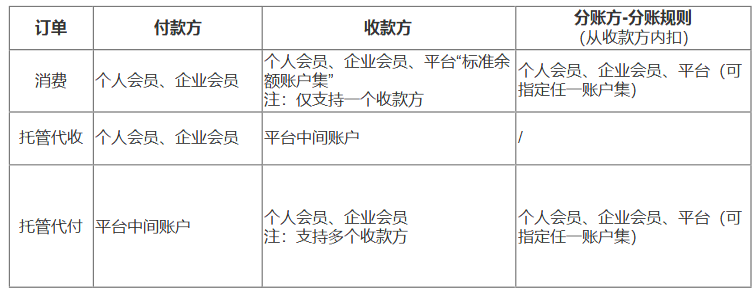 订单
付款方
收款方
分账方-分账规则
(从收款方内扣)
消费
个人会员、企业会员
个人会员、企业会员、平台“标准余
额账户集”
注：仅支持一个收款方
个人会员、企业会员、平台（可
指定任一账户集）
托管代收
个人会员、企业会员
平台中间账户
/
托管代付
平台中间账户
个人会员、企业会员
注：支持多个收款方
个人会员、企业会员、平台（可
指定任一账户集）